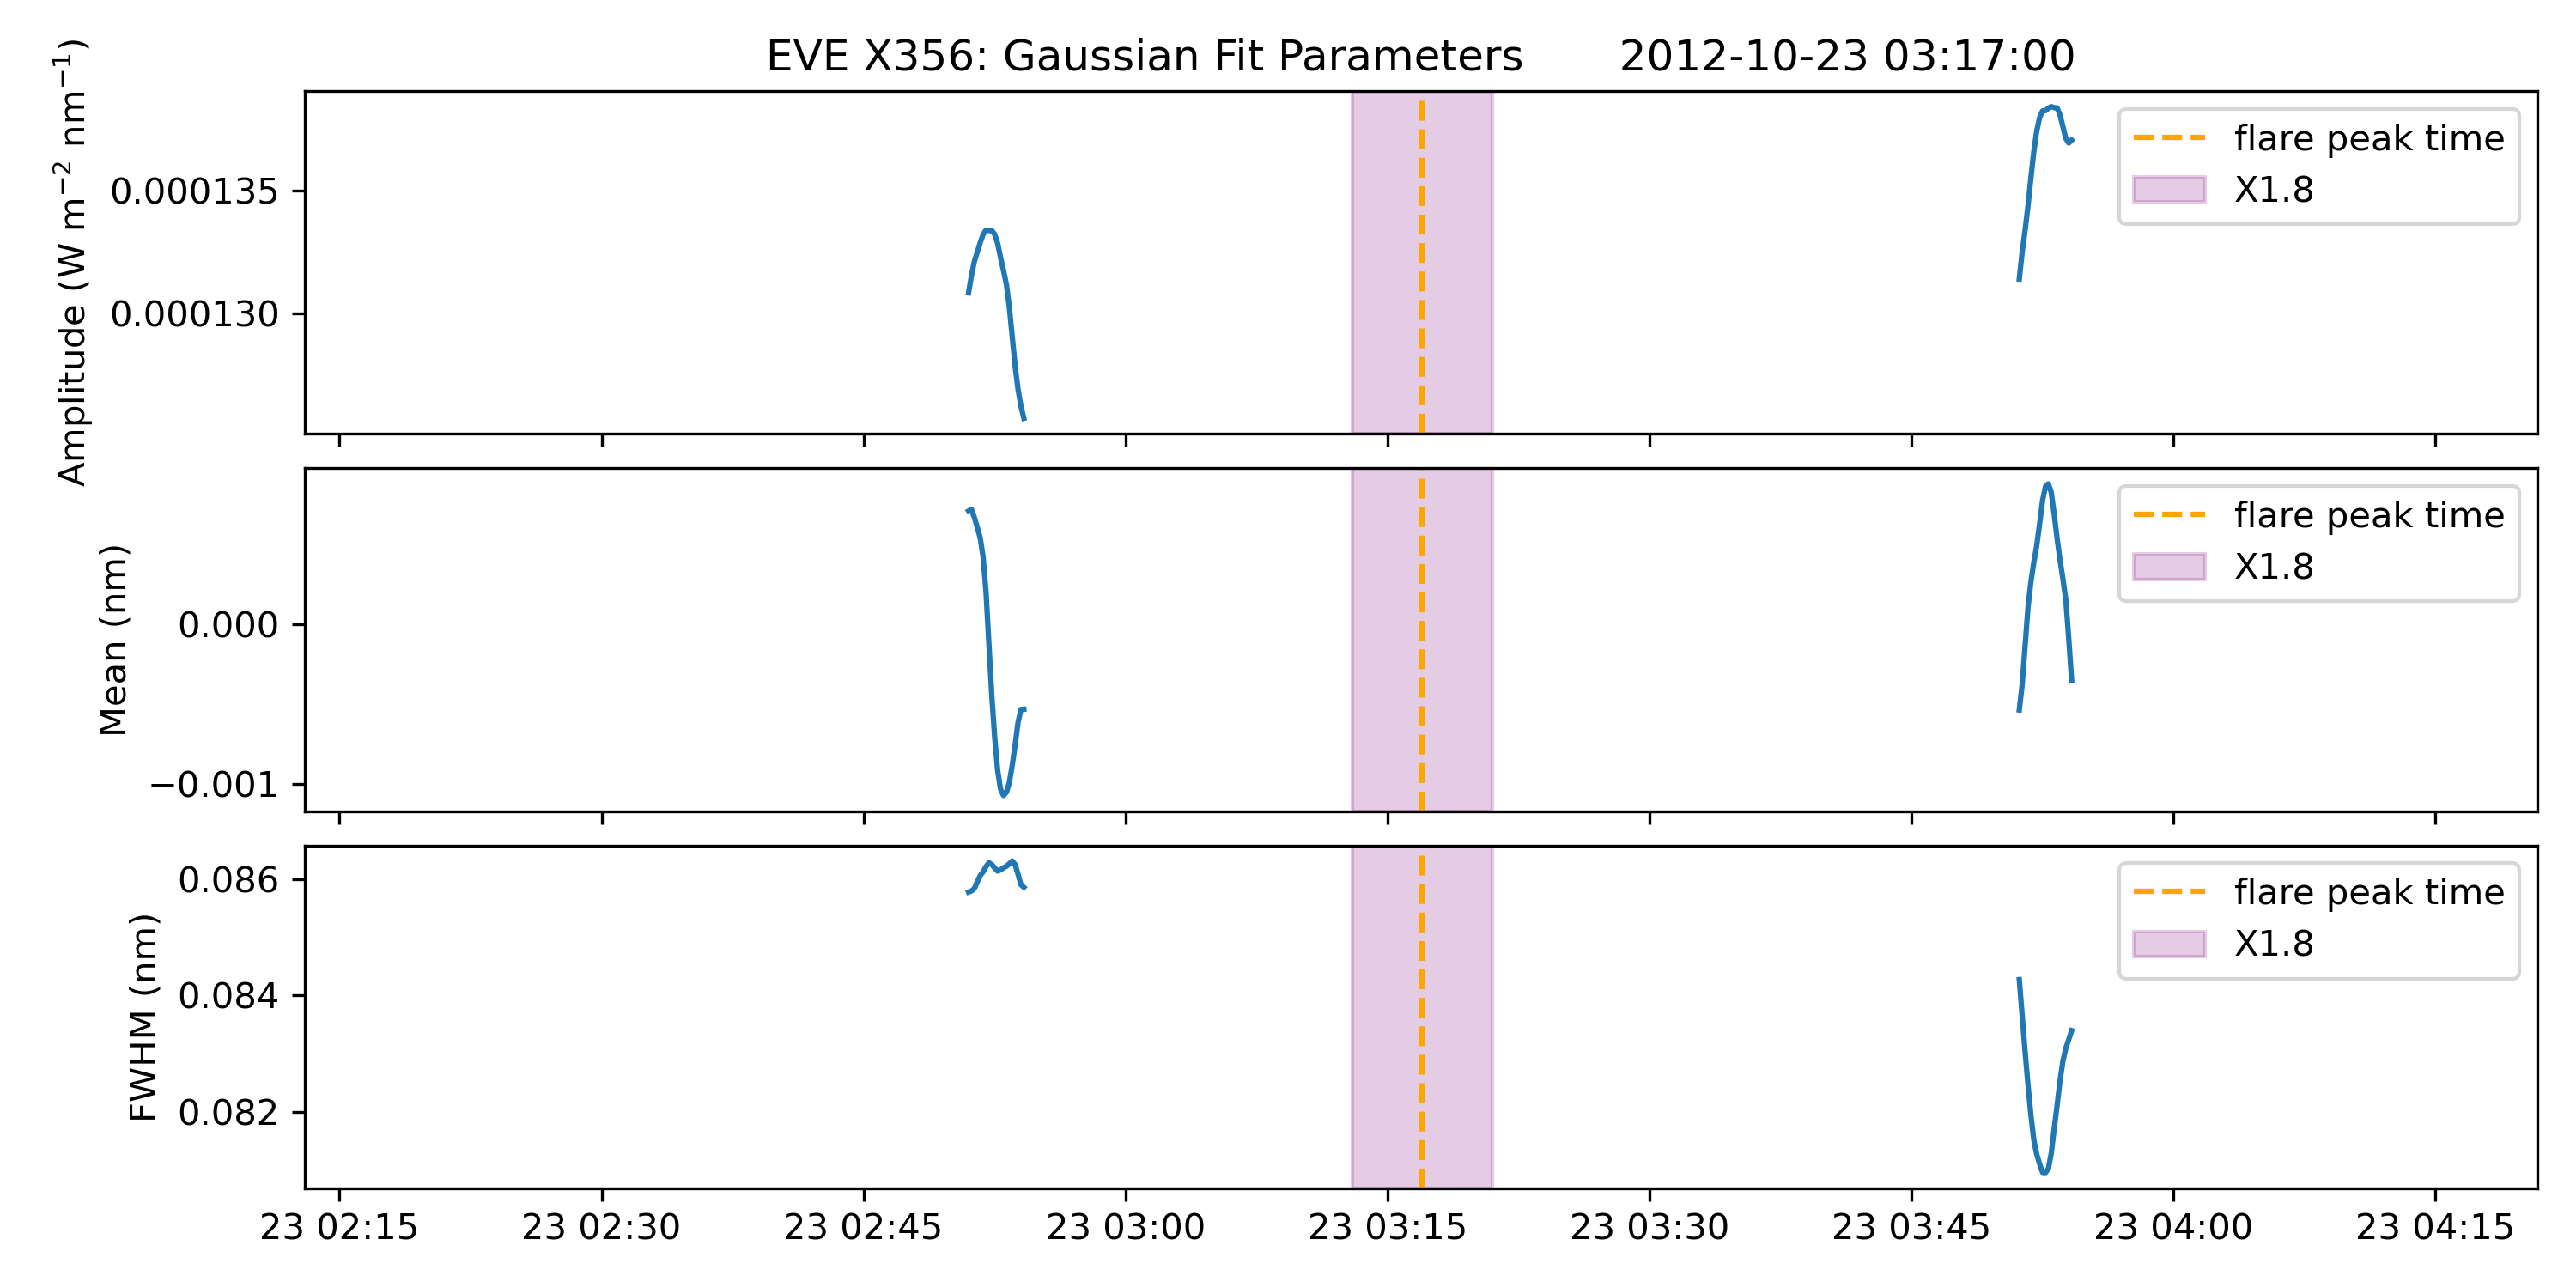 EVE X356: Gaussian Fit Parameters 2012-10-23 03:17:00
Amplitude (W m⁻² nm⁻¹)
0.000135
0.000130
flare peak time
X1.8
Mean (nm)
0.000
−0.001
flare peak time
X1.8
FWHM (nm)
0.086
0.084
0.082
flare peak time
X1.8
23 02:15 23 02:30 23 02:45 23 03:00 23 03:15 23 03:30 23 03:45 23 04:00 23 04:15